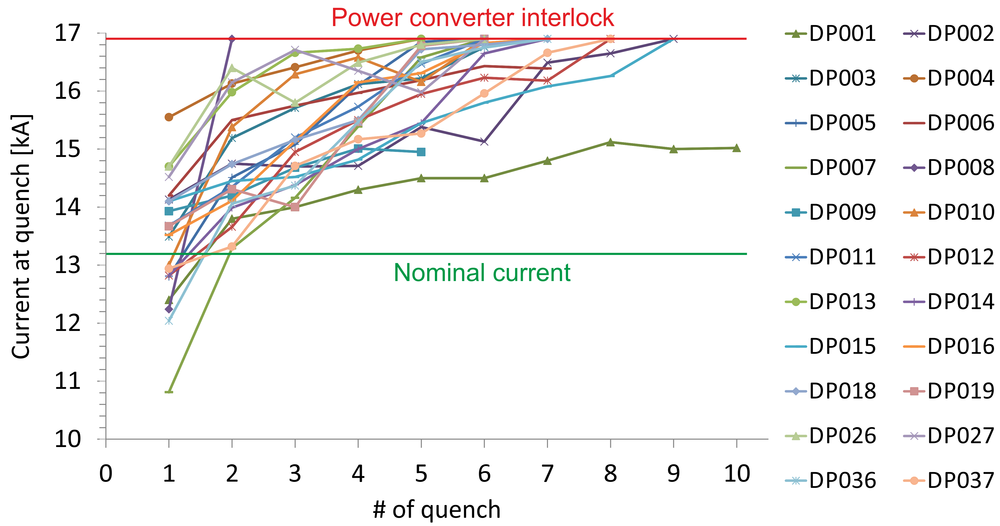 Power converter interlock
17
16
15
14
13
12
11
10
Current at quench [kA]
Nominal current
0 1 2 3 4 5 6 7 8 9 10
# of quench
DP001 DP002
DP003 DP004
DP005 DP006
DP007 DP008
DP009 DP010
DP011 DP012
DP013 DP014
DP015 DP016
DP018 DP019
DP026 DP027
DP036 DP037